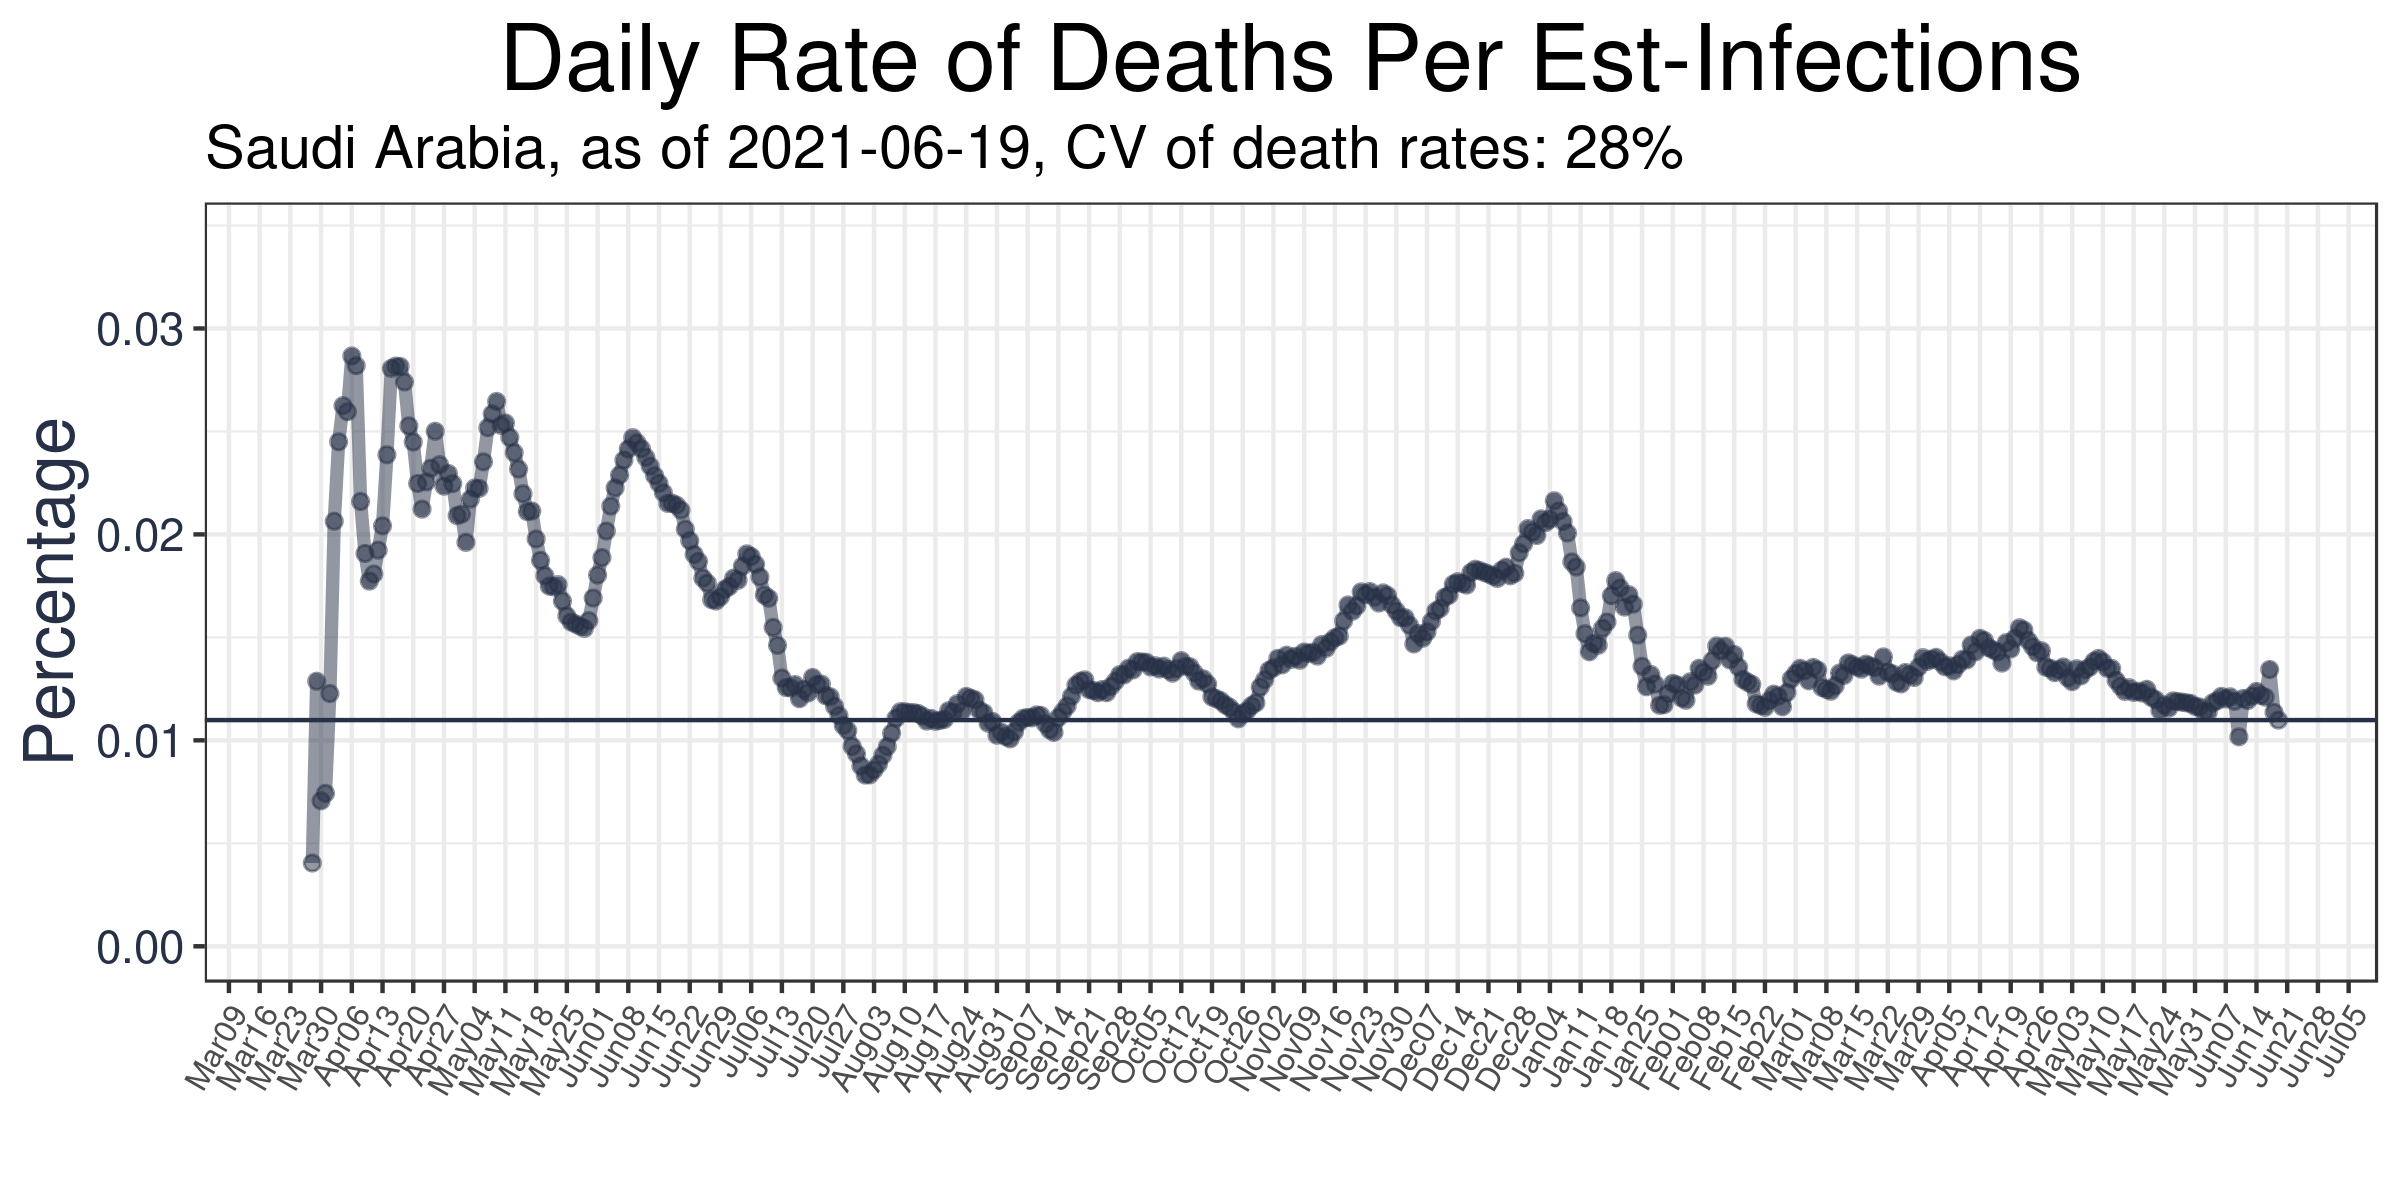 Daily Rate of Deaths Per Est-Infections
Saudi Arabia, as of 2021-06-19, CV of death rates: 28%
Percentage
0.03
0.02
0.01
0.00
Mar09
Mar16
Mar23
Mar30
Apr06
Apr13
Apr20
Apr27
May04
May11
May18
May25
Jun01
Jun08
Jun15
Jun22
Jun29
Jul06
Jul13
Jul20
Jul27
Aug03
Aug10
Aug17
Aug24
Aug31
Sep07
Sep14
Sep21
Sep28
Oct05
Oct12
Oct19
Oct26
Nov02
Nov09
Nov16
Nov23
Nov30
Dec07
Dec14
Dec21
Dec28
Jan04
Jan11
Jan18
Jan25
Feb01
Feb08
Feb15
Feb22
Mar01
Mar08
Mar15
Mar22
Mar29
Apr05
Apr12
Apr19
Apr26
May03
May10
May17
May24
May31
Jun07
Jun14
Jun21
Jun28
Jul05